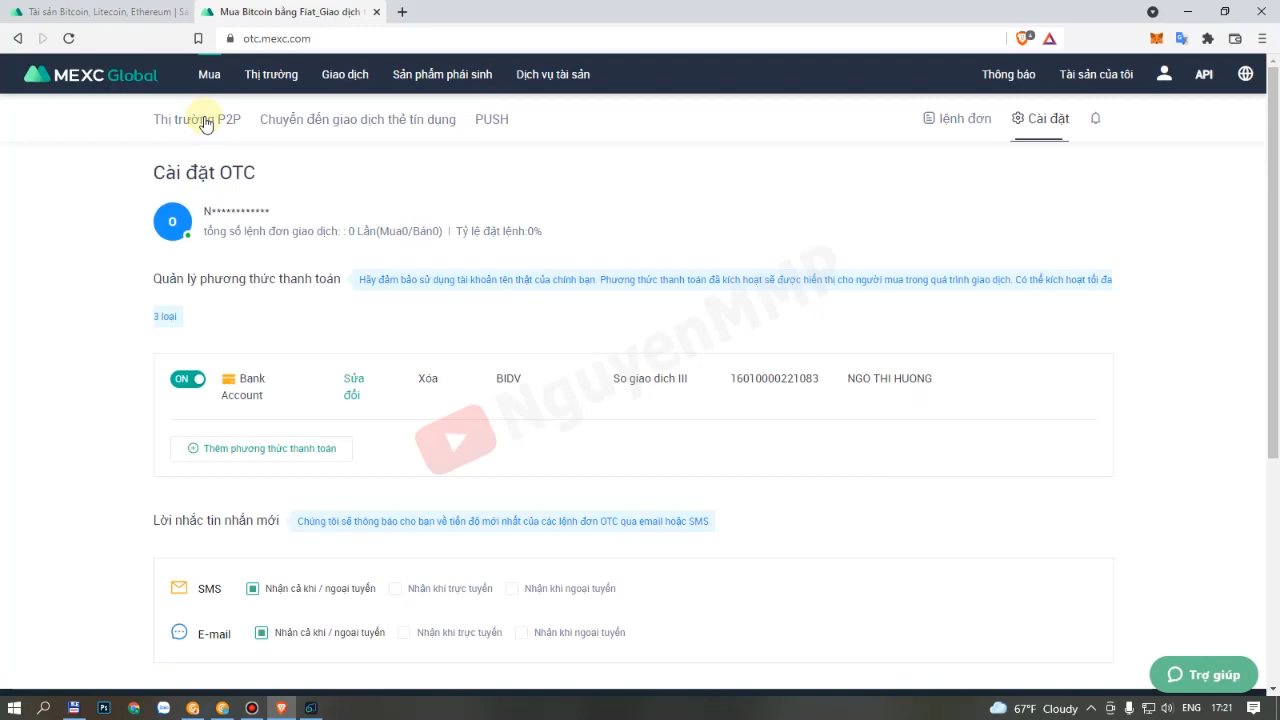 Tài sản Bitcoin, Litecoin, Ethereum | Sà
Mua Bitcoin bằng Fiat_Giao dịch
otc.mexc.com
MEXC Global
Mua
Thị trường
Giao dịch
Sản phẩm phái sinh
Dịch vụ tài sản
Thông báo
Tài sản của tôi
API
Thị trường P2P
Chuyển đến giao dịch thẻ tín dụng
PUSH
lệnh đơn
Cài đặt
Cài đặt OTC
O
N************
tổng số lệnh đơn giao dịch: : 0 Lần(Mua0/Bán0) | Tỷ lệ đặt lệnh:0%
Quản lý phương thức thanh toán
Hãy đảm bảo sử dụng tài khoản tên thật của chính bạn. Phương thức thanh toán đã kích hoạt sẽ được hiển thị cho người mua trong quá trình giao dịch. Có thể kích hoạt tối đa
3 loại
ON
Bank
Account
Sửa
đổi
Xóa
BIDV
So giao dich III
16010000221083
NGO THI HUONG
NguyenMMP
Thêm phương thức thanh toán
Lời nhắc tin nhắn mới
Chúng tôi sẽ thông báo cho bạn về tiến độ mới nhất của các lệnh đơn OTC qua email hoặc SMS
SMS
Nhận cả khi / ngoại tuyến
Nhận khi trực tuyến
Nhận khi ngoại tuyến
E-mail
Nhận cả khi / ngoại tuyến
Nhận khi trực tuyến
Nhận khi ngoại tuyến
Trợ giúp
67°F Cloudy
ENG
17:21